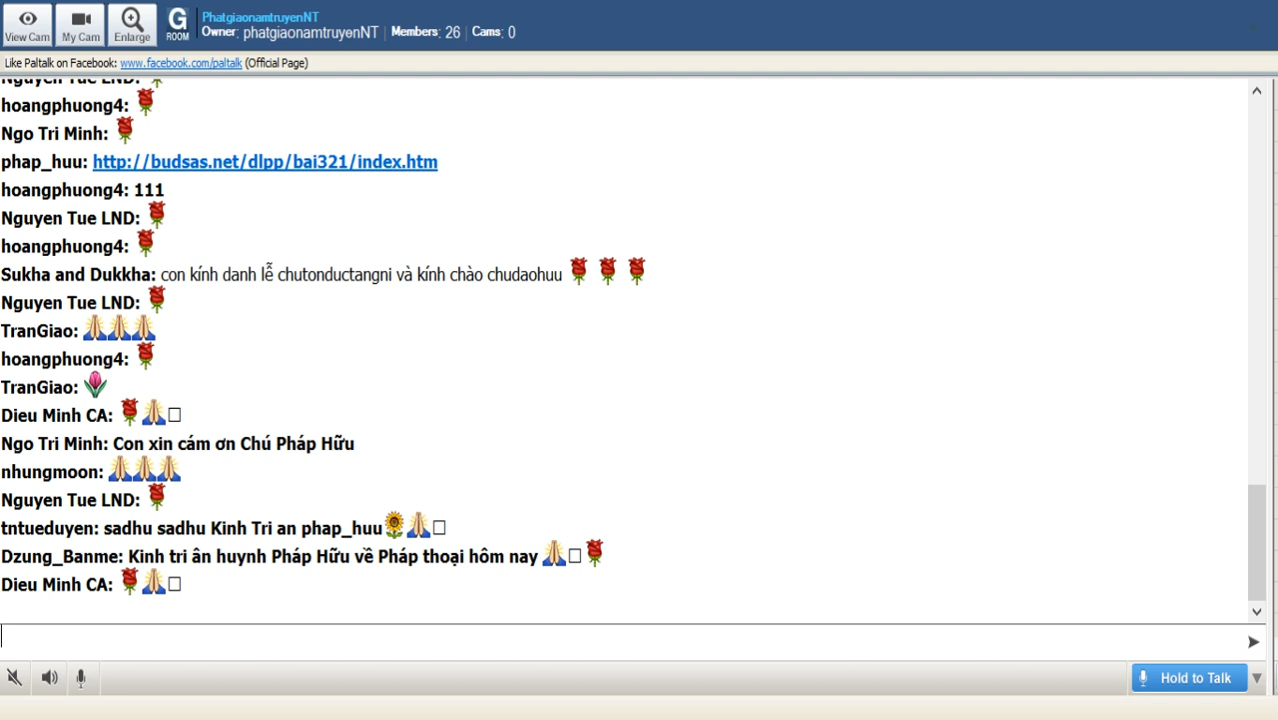 View Cam
My Cam
Enlarge
G ROOM
PhatgiaonamtruyenNT
Owner: phatgiaonamtruyenNT | Members: 26 | Cams: 0
Like Paltalk on Facebook: www.facebook.com/paltalk (Official Page)
Nguyen Tue LND:
hoangphuong4:
Ngo Tri Minh:
phap_huu: http://budsas.net/dlpp/bai321/index.htm
hoangphuong4: 111
Nguyen Tue LND:
hoangphuong4:
Sukha and Dukkha: con kính danh lễ chutonductangni và kính chào chudaohuu
Nguyen Tue LND:
TranGiao:
hoangphuong4:
TranGiao:
Dieu Minh CA:
Ngo Tri Minh: Con xin cám ơn Chú Pháp Hữu
nhungmoon:
Nguyen Tue LND:
tntueduyen: sadhu sadhu Kinh Tri an phap_huu
Dzung_Banme: Kinh tri ân huynh Pháp Hữu về Pháp thoại hôm nay
Dieu Minh CA:
Hold to Talk